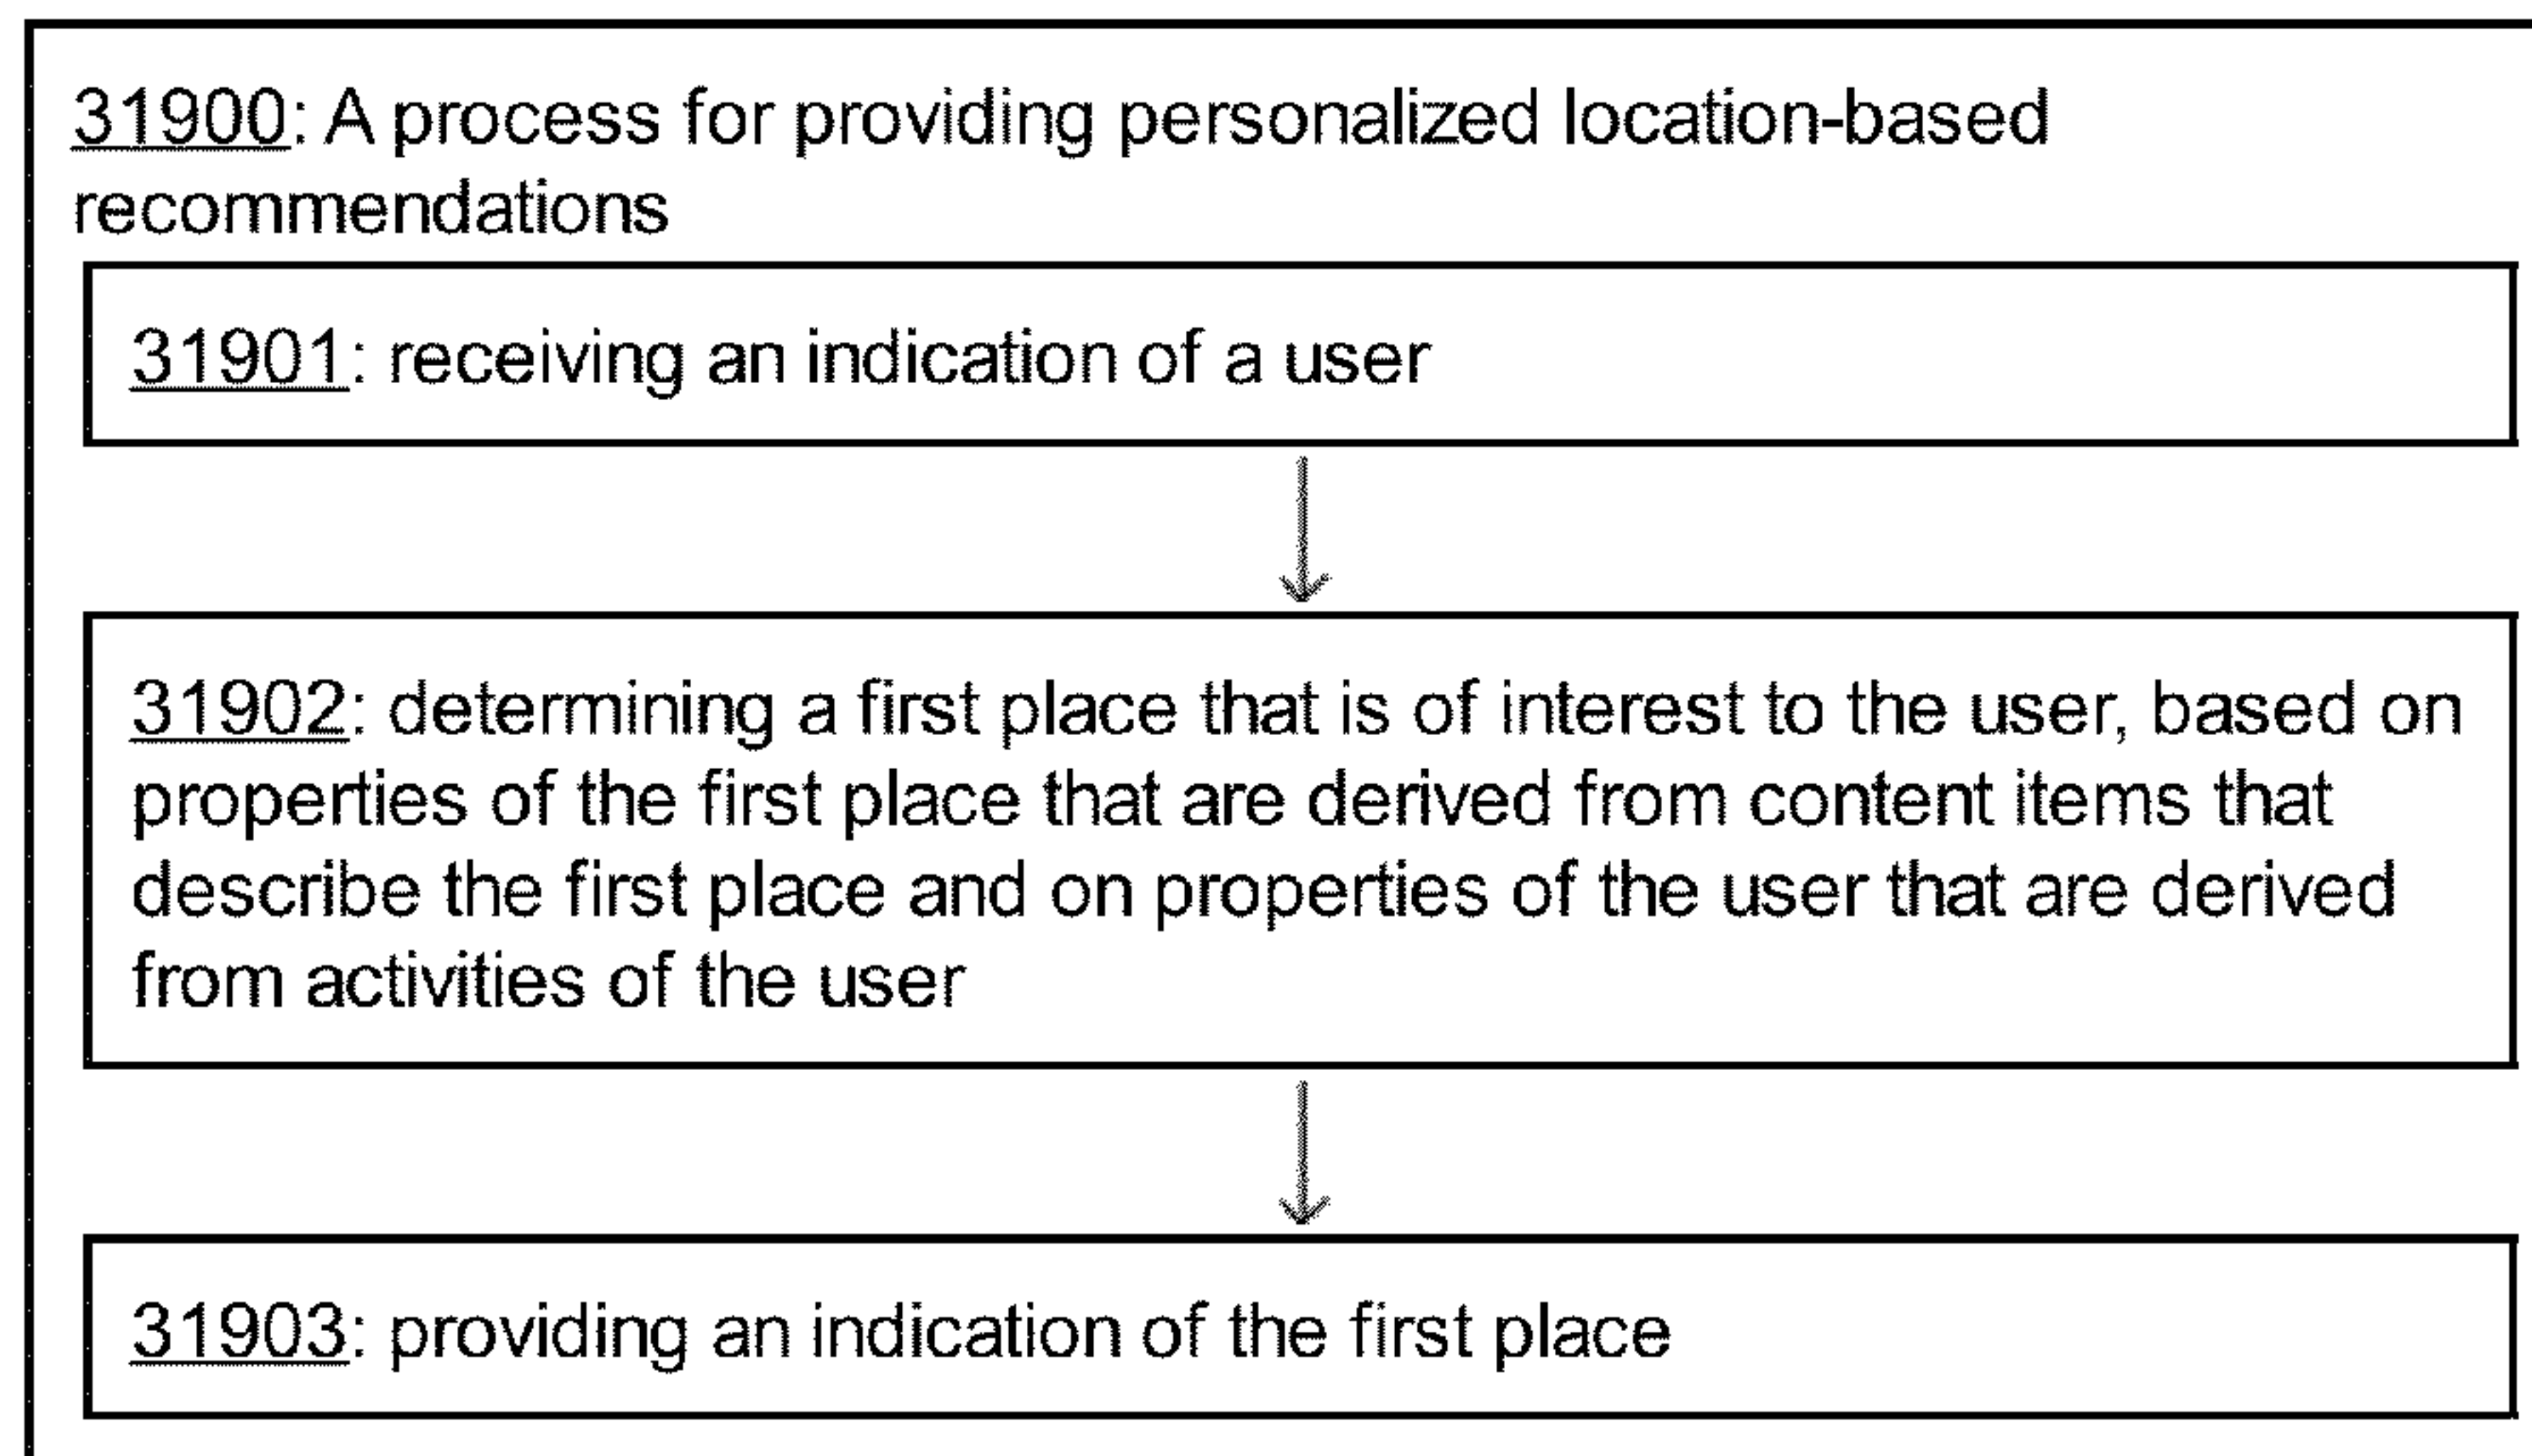 31900: A process for providing personalized location-based
recommendations
31901: receiving an indication of a user
31902: determining a first place that is of interest to the user, based on
properties of the first place that are derived from content items that
describe the first place and on properties of the user that are derived
from activities of the user
31903: providing an indication of the first place